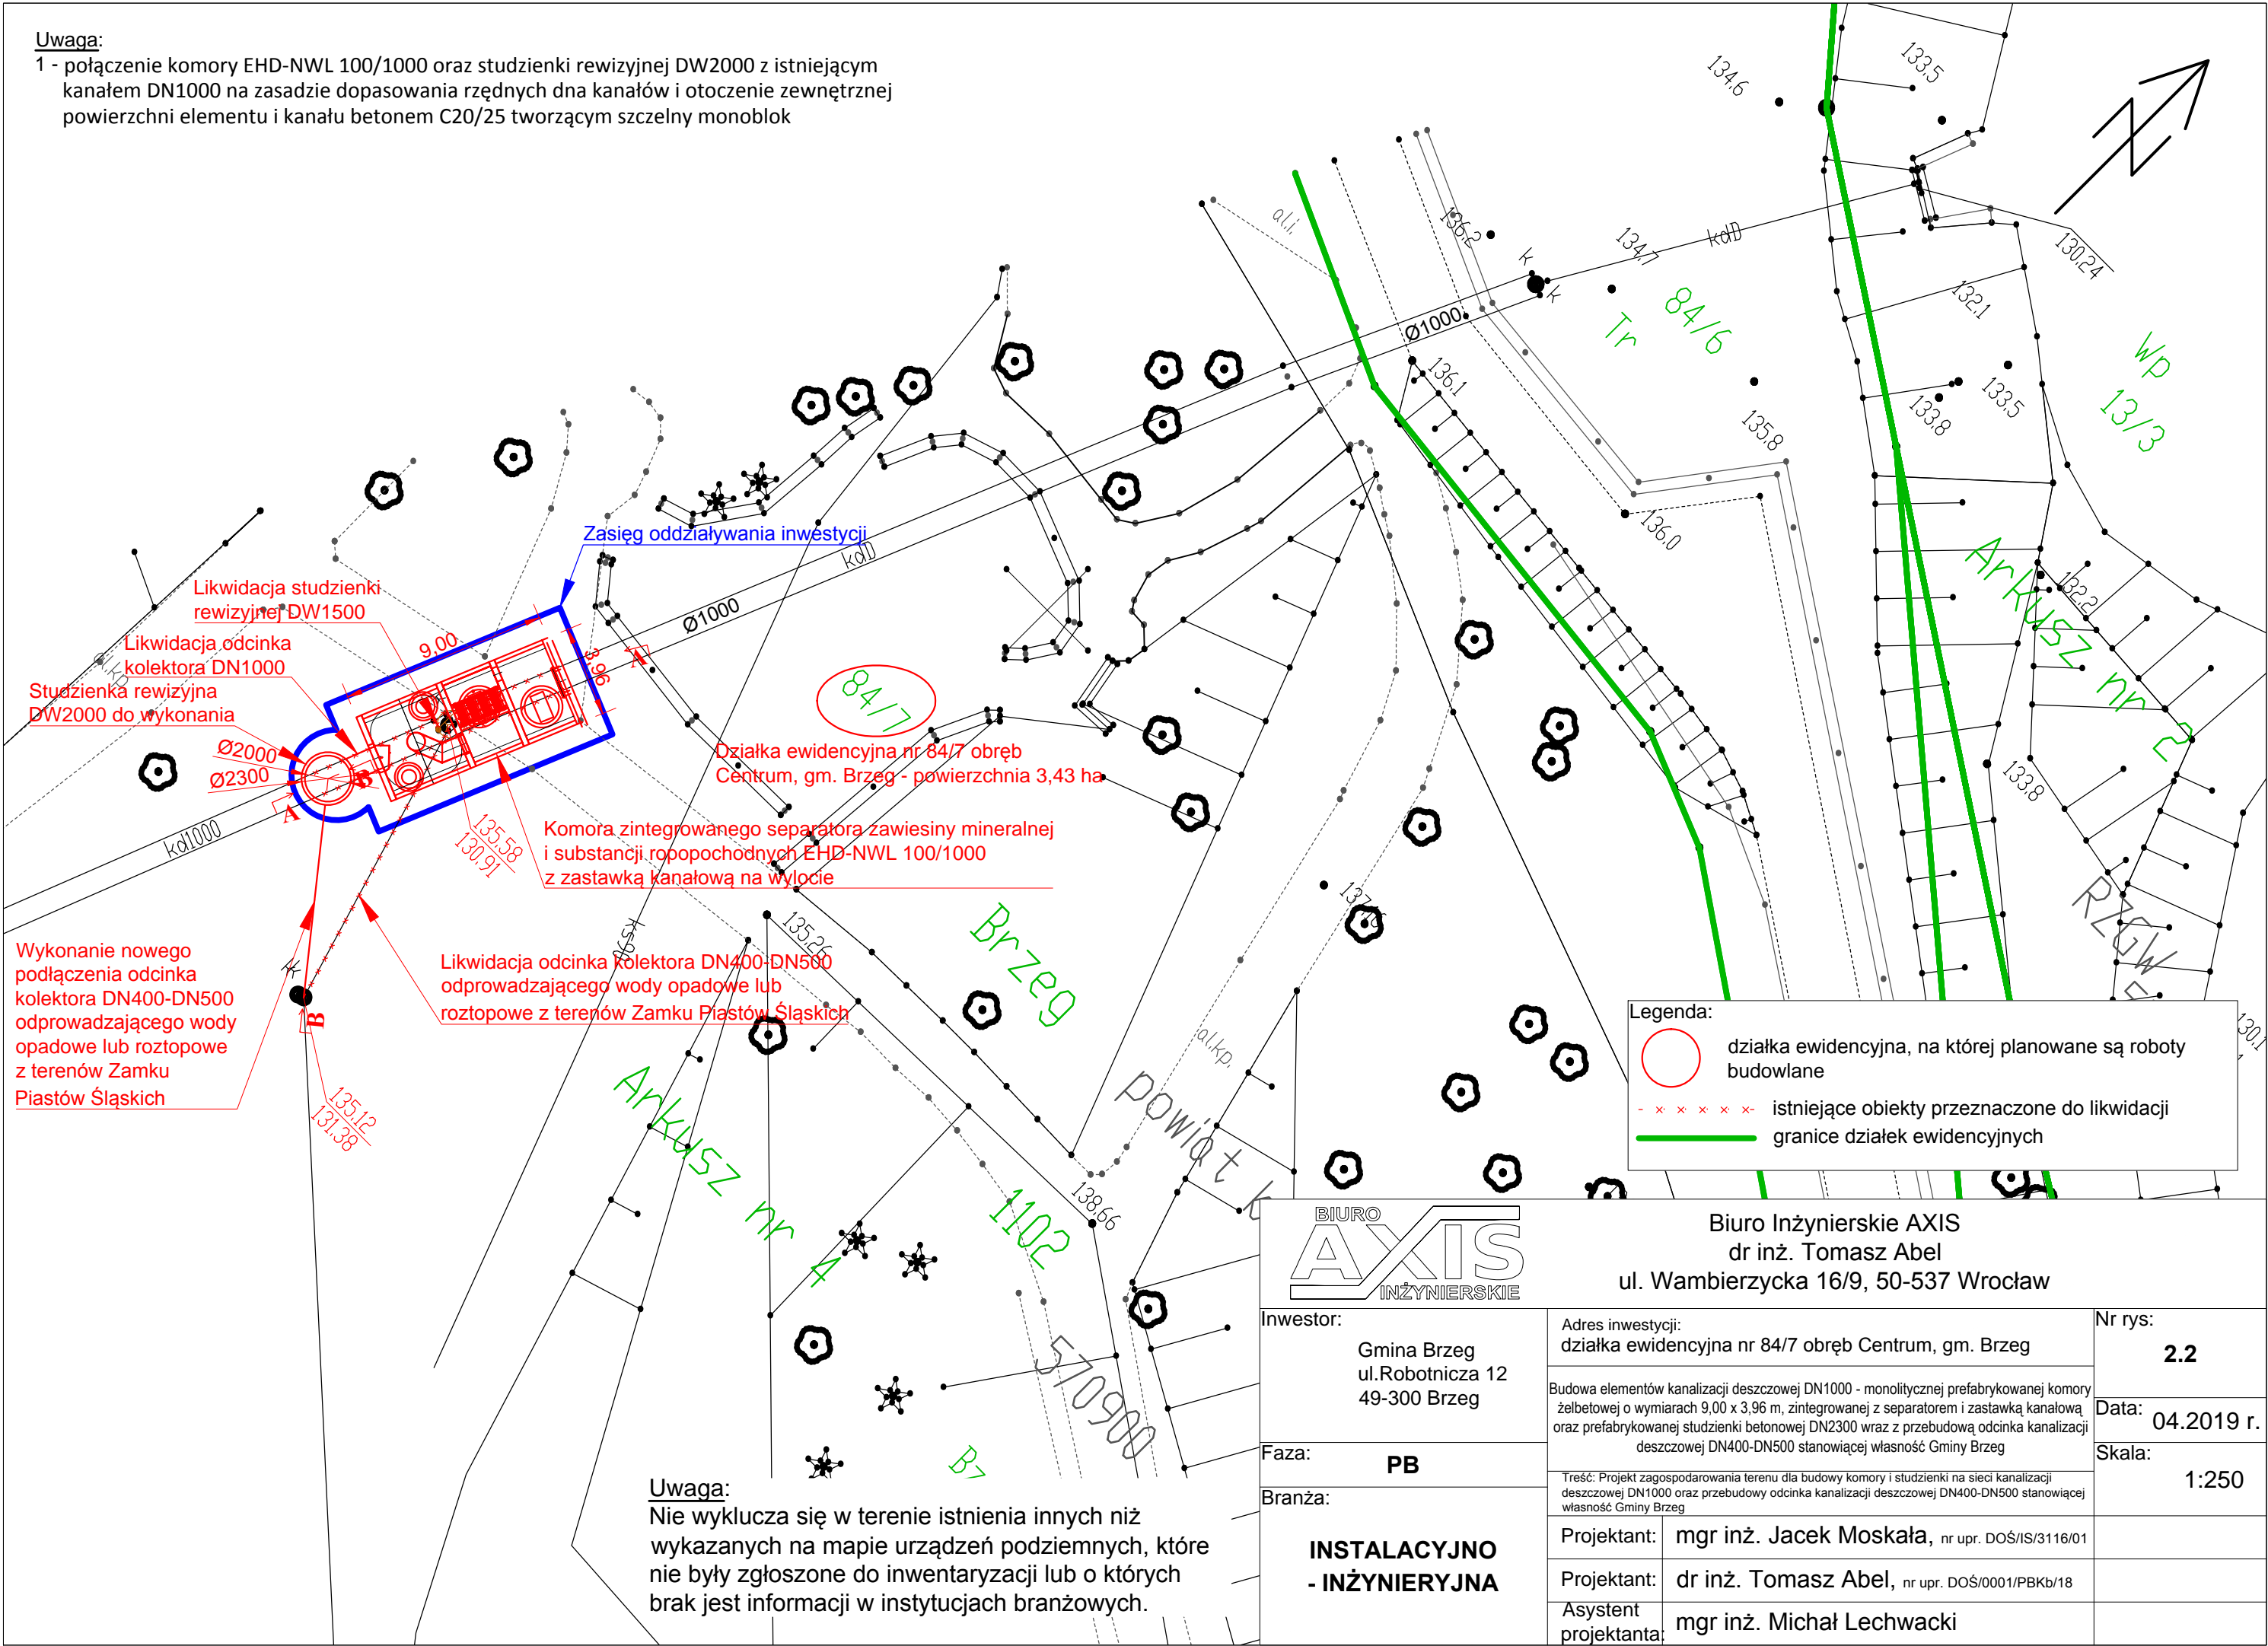 Uwaga:
1 - połączenie komory EHD-NWL 100/1000 oraz studzienki rewizyjnej DW2000 z istniejącym
kanałem DN1000 na zasadzie dopasowania rzędnych dna kanałów i otoczenie zewnętrznej
powierzchni elementu i kanału betonem C20/25 tworzącym szczelny monoblok
134.6
133.5
136.2
al.i.
k
k
134.7
kdD
130.24
84/6
Tr
132.1
Wp
13/3
Ø1000
136.1
135.8
133.8
133.5
136.0
Arkusz nr 2
132.2
133.8
RZGW
130.1
Zasięg oddziaływania inwestycji
kdD
Ø1000
Likwidacja studzienki
rewizyjnej DW1500
Likwidacja odcinka
kolektora DN1000
Studzienka rewizyjna
DW2000 do wykonania
Ø2000
Ø2300
9,00
3,96
A
A
B
B
kd1000
84/7
Działka ewidencyjna nr 84/7 obręb
Centrum, gm. Brzeg - powierzchnia 3,43 ha
135.58
130.91
Komora zintegrowanego separatora zawiesiny mineralnej
i substancji ropopochodnych EHD-NWL 100/1000
z zastawką kanałową na wylocie
135.26
Likwidacja odcinka kolektora DN400-DN500
odprowadzającego wody opadowe lub
roztopowe z terenów Zamku Piastów Śląskich
Wykonanie nowego
podłączenia odcinka
kolektora DN400-DN500
odprowadzającego wody
opadowe lub roztopowe
z terenów Zamku
Piastów Śląskich
135.12
131.38
Brzeg
al.kp.
powiat
Arkusz nr 4
1102
138.66
570900
Bz
Legenda:
działka ewidencyjna, na której planowane są roboty
budowlane
istniejące obiekty przeznaczone do likwidacji
granice działek ewidencyjnych
Uwaga:
Nie wyklucza się w terenie istnienia innych niż
wykazanych na mapie urządzeń podziemnych, które
nie były zgłoszone do inwentaryzacji lub o których
brak jest informacji w instytucjach branżowych.
BIURO
AXIS
INŻYNIERSKIE
Biuro Inżynierskie AXIS
dr inż. Tomasz Abel
ul. Wambierzycka 16/9, 50-537 Wrocław
Inwestor:
Gmina Brzeg
ul.Robotnicza 12
49-300 Brzeg
Adres inwestycji:
działka ewidencyjna nr 84/7 obręb Centrum, gm. Brzeg
Nr rys:
2.2
Budowa elementów kanalizacji deszczowej DN1000 - monolitycznej prefabrykowanej komory
żelbetowej o wymiarach 9,00 x 3,96 m, zintegrowanej z separatorem i zastawką kanałową
oraz prefabrykowanej studzienki betonowej DN2300 wraz z przebudową odcinka kanalizacji
deszczowej DN400-DN500 stanowiącej własność Gminy Brzeg
Data: 04.2019 r.
Faza: PB
Skala:
1:250
Treść: Projekt zagospodarowania terenu dla budowy komory i studzienki na sieci kanalizacji
deszczowej DN1000 oraz przebudowy odcinka kanalizacji deszczowej DN400-DN500 stanowiącej
własność Gminy Brzeg
Branża:
INSTALACYJNO
- INŻYNIERYJNA
Projektant: mgr inż. Jacek Moskała, nr upr. DOŚ/IS/3116/01
Projektant: dr inż. Tomasz Abel, nr upr. DOŚ/0001/PBKb/18
Asystent
projektanta: mgr inż. Michał Lechwacki